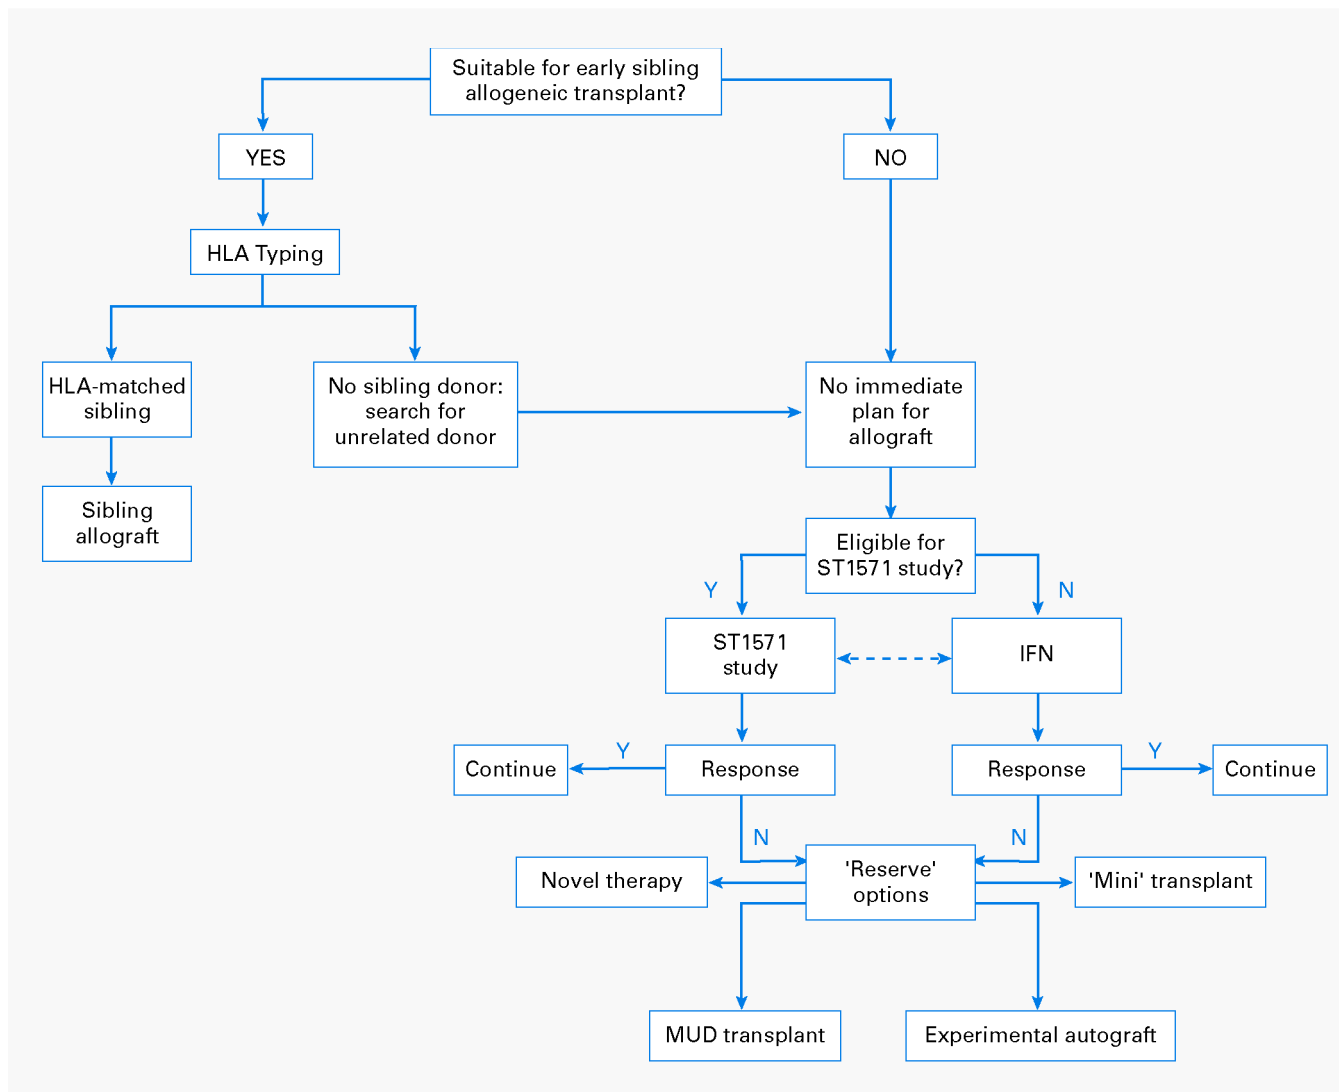 Suitable for early sibling
allogeneic transplant?
YES
NO
HLA Typing
HLA-matched
sibling
No sibling donor:
search for
unrelated donor
No immediate
plan for
allograft
Sibling
allograft
Eligible for
ST1571 study?
Y
N
ST1571
study
IFN
Continue
Y
Response
Response
Y
Continue
N
N
Novel therapy
'Reserve'
options
'Mini' transplant
MUD transplant
Experimental autograft